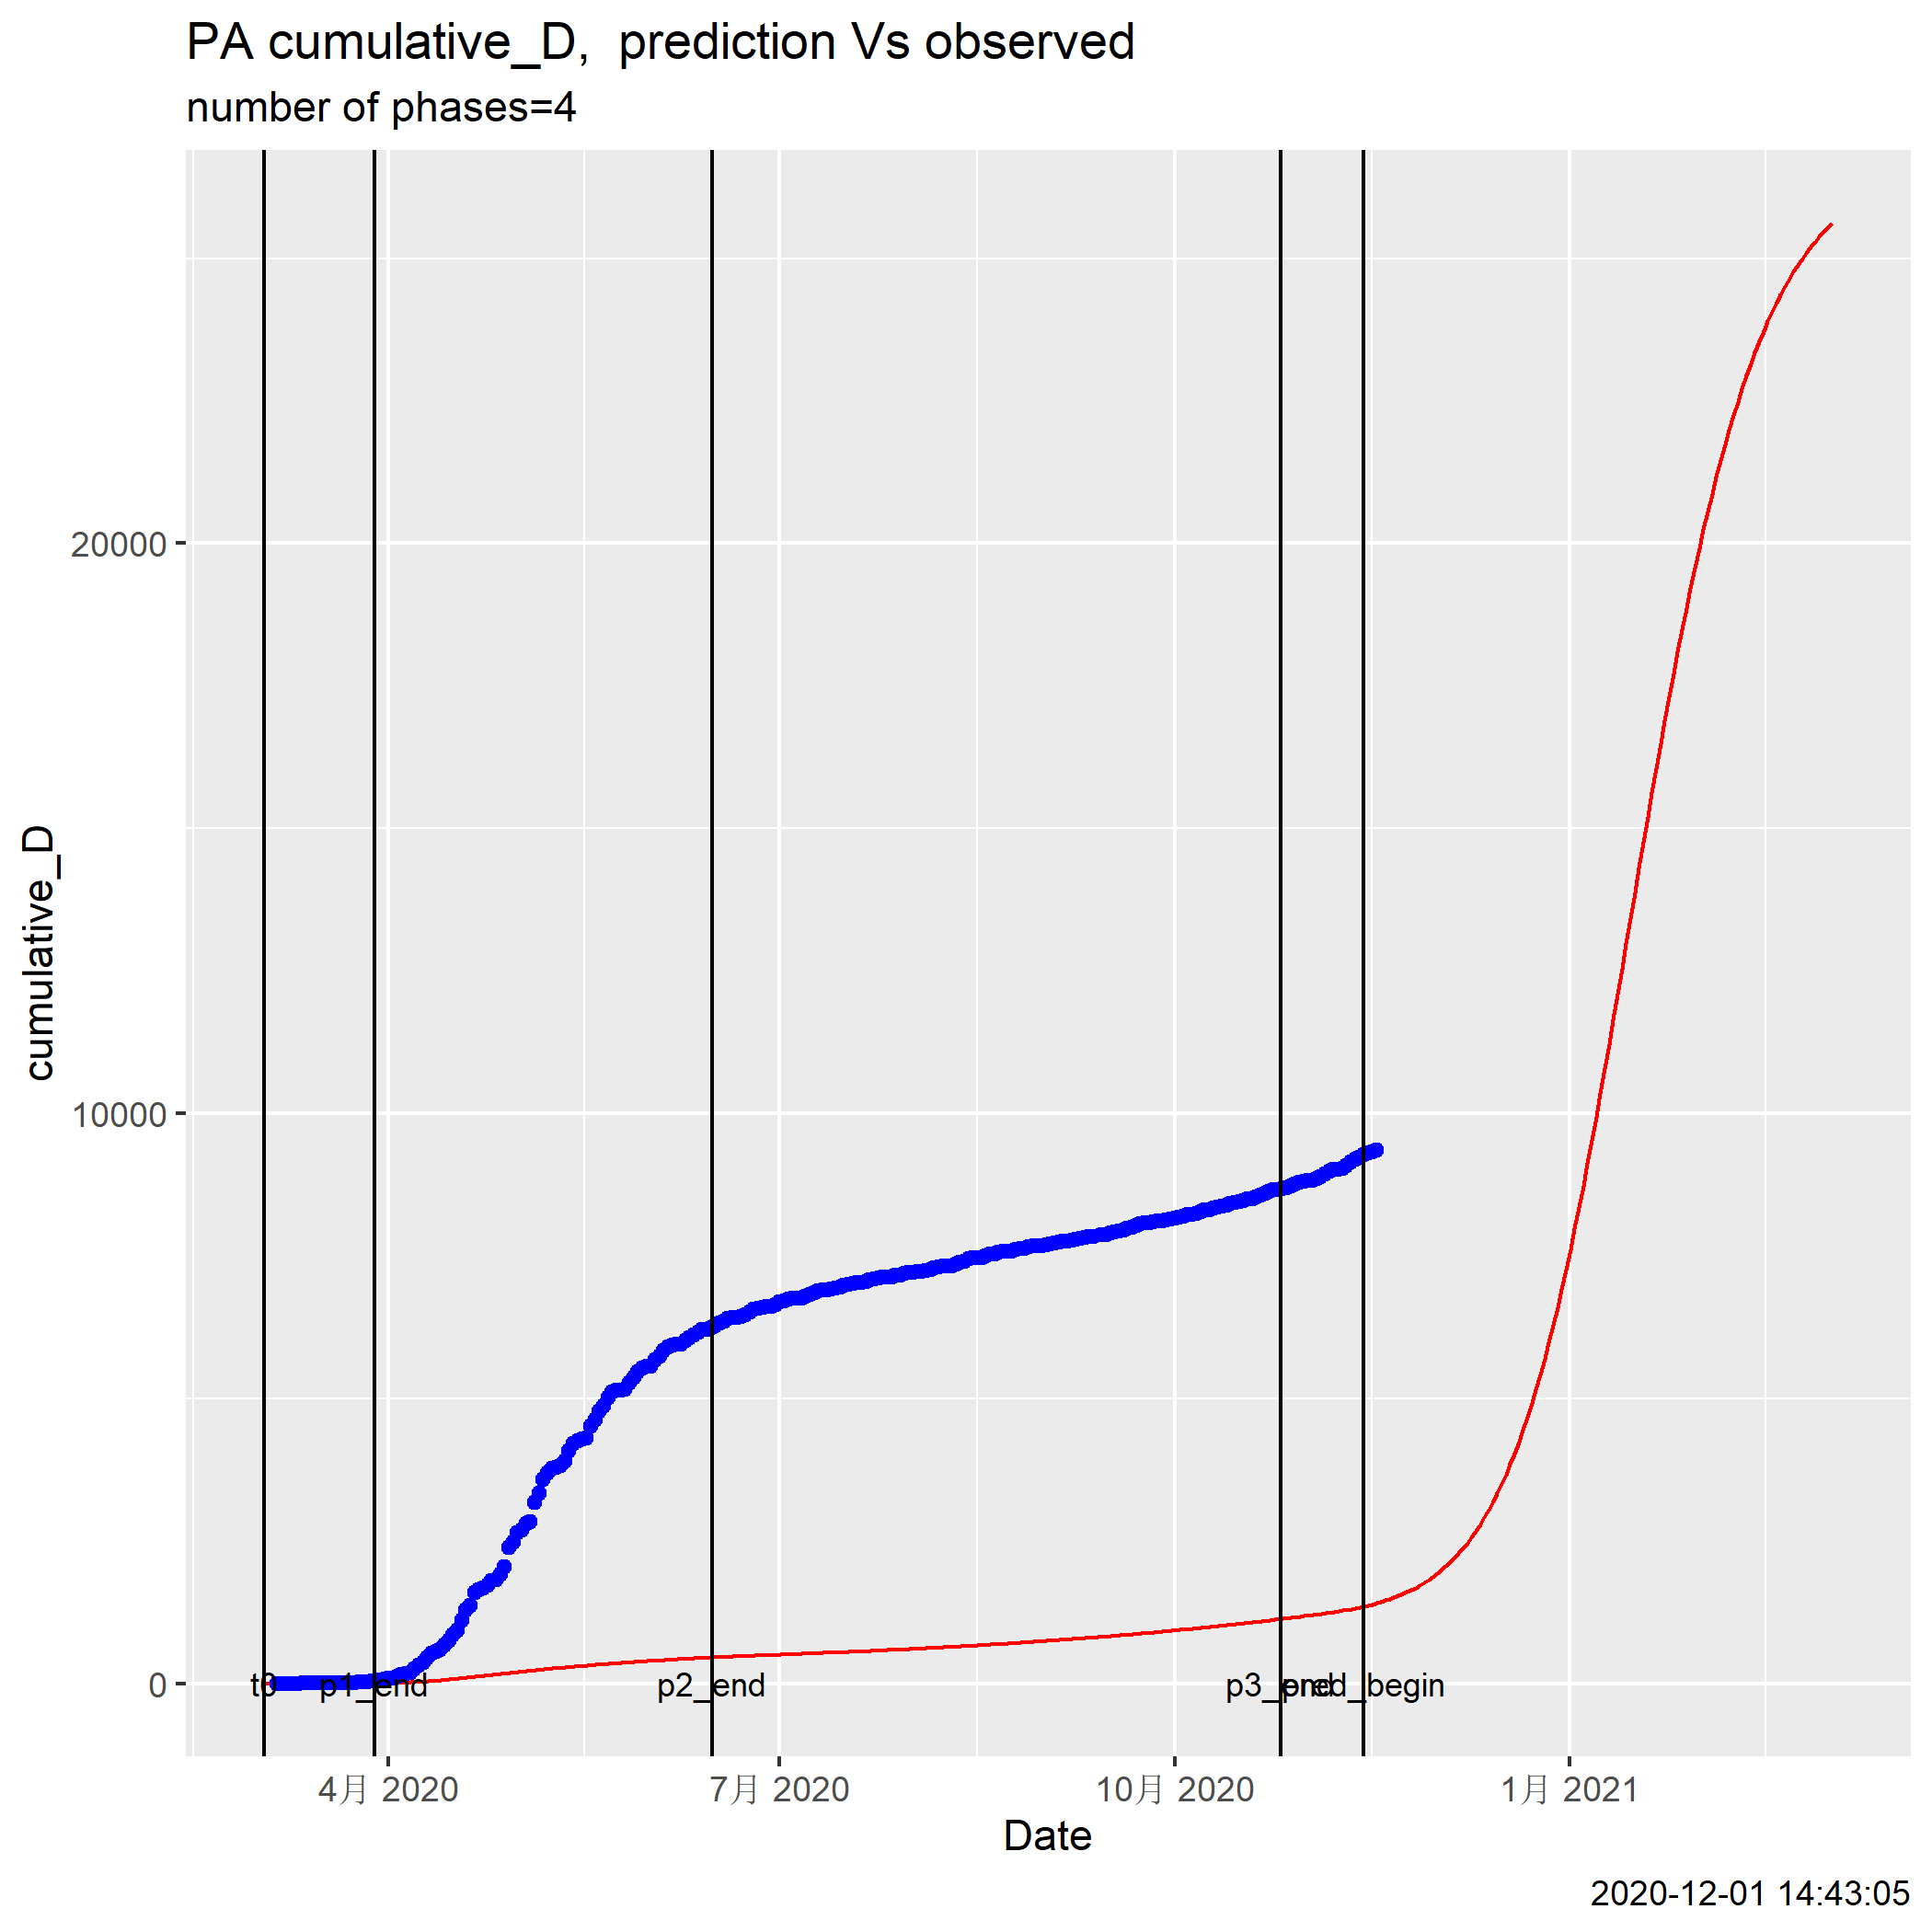 PA cumulative_D,  prediction Vs observed
number of phases=4
cumulative_D
20000
10000
0
t0 p1_end p2_end p3_end pred_begin
4月 2020 7月 2020 10月 2020 1月 2021
Date
2020-12-01 14:43:05